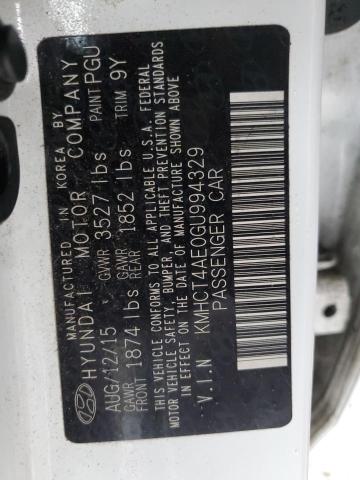 MANUFACTURED IN KOREA BY
HYUNDAI MOTOR COMPANY
AUG/12/15 GVWR 3527 lbs PAINT PGU
GAWR FRONT 1874 lbs GAWR REAR 1852 lbs TRIM 9Y
THIS VEHICLE CONFORMS TO ALL APPLICABLE U.S.A. FEDERAL
MOTOR VEHICLE SAFETY, BUMPER, AND THEFT PREVENTION STANDARDS
IN EFFECT ON THE DATE OF MANUFACTURE SHOWN ABOVE
V.I.N KMHCT4AE0GU994329
PASSENGER CAR